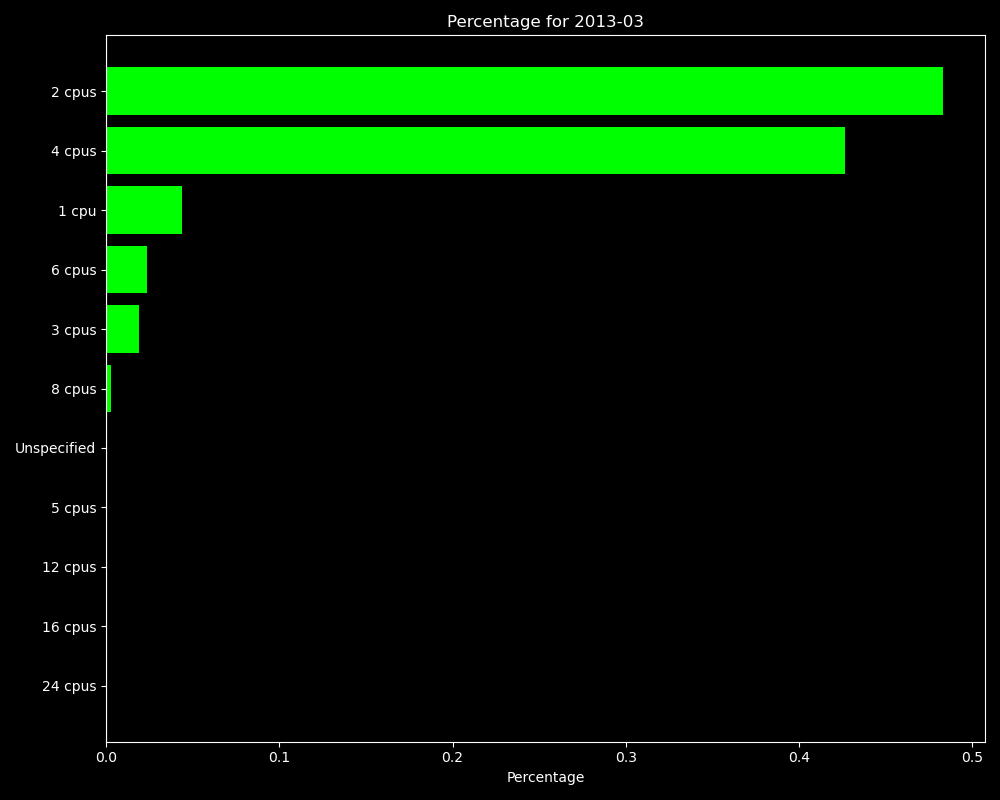 Percentage for 2013-03
2 cpus
4 cpus
1 cpu
6 cpus
3 cpus
8 cpus
Unspecified
5 cpus
12 cpus
16 cpus
24 cpus
0.0 0.1 0.2 0.3 0.4 0.5
Percentage